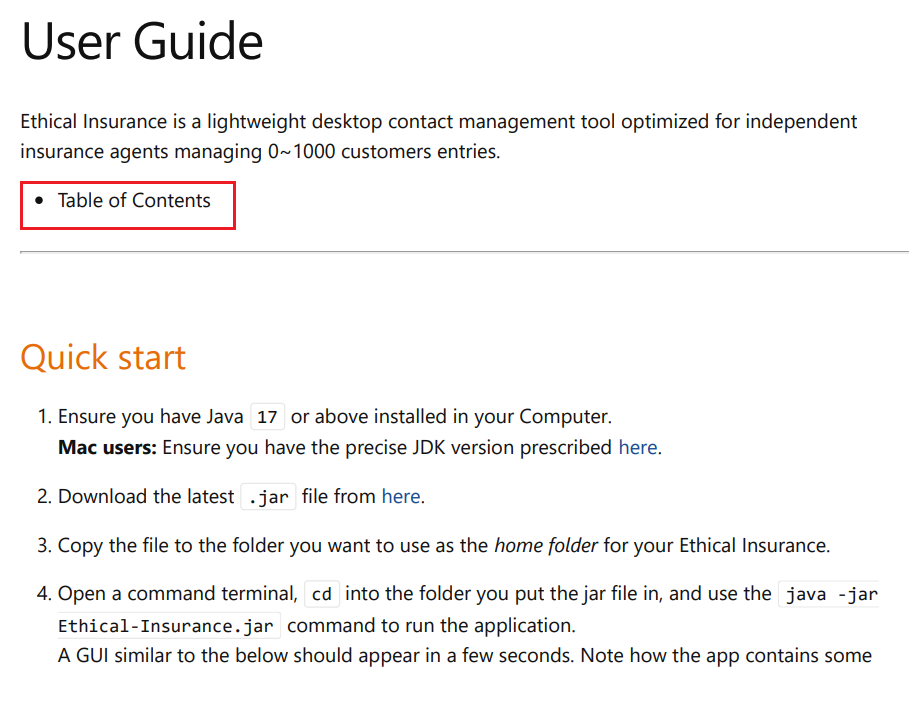 User Guide
Ethical Insurance is a lightweight desktop contact management tool optimized for independent
insurance agents managing 0~1000 customers entries.
• Table of Contents
Quick start
1. Ensure you have Java 17 or above installed in your Computer.
Mac users: Ensure you have the precise JDK version prescribed here.
2. Download the latest .jar file from here.
3. Copy the file to the folder you want to use as the home folder for your Ethical Insurance.
4. Open a command terminal, cd into the folder you put the jar file in, and use the java -jar
Ethical-Insurance.jar command to run the application.
A GUI similar to the below should appear in a few seconds. Note how the app contains some